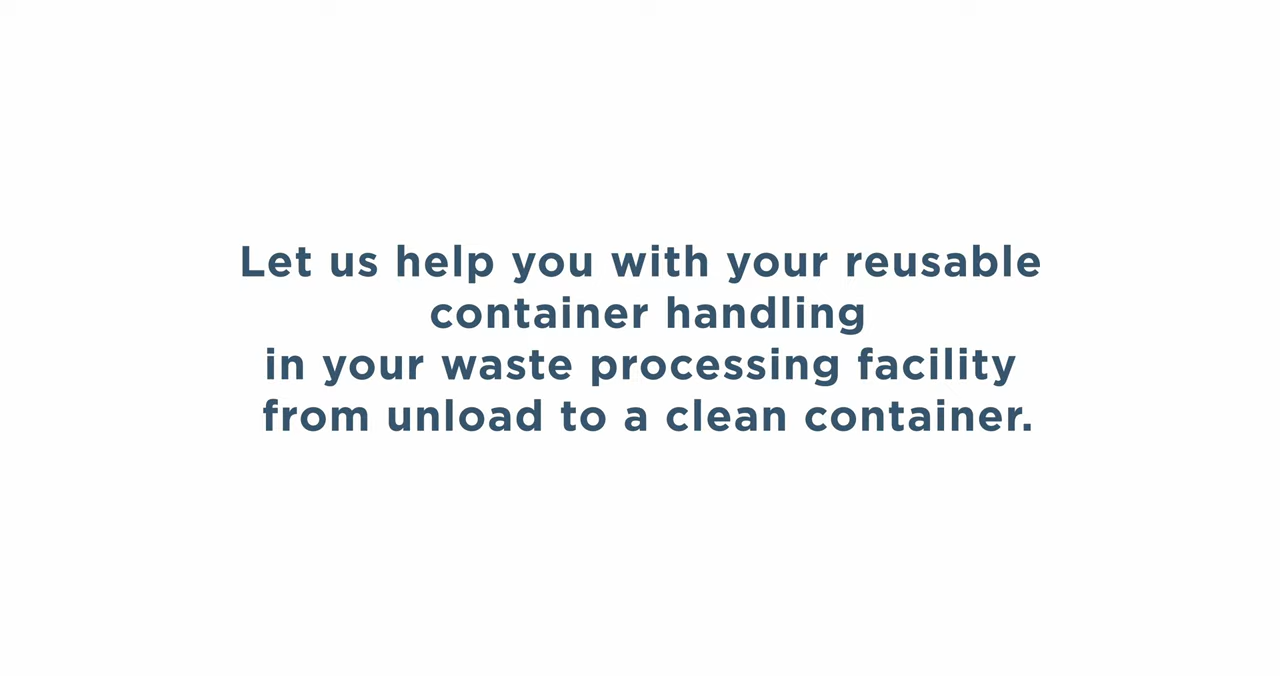 Let us help you with your reusable
container handling
in your waste processing facility
from unload to a clean container.